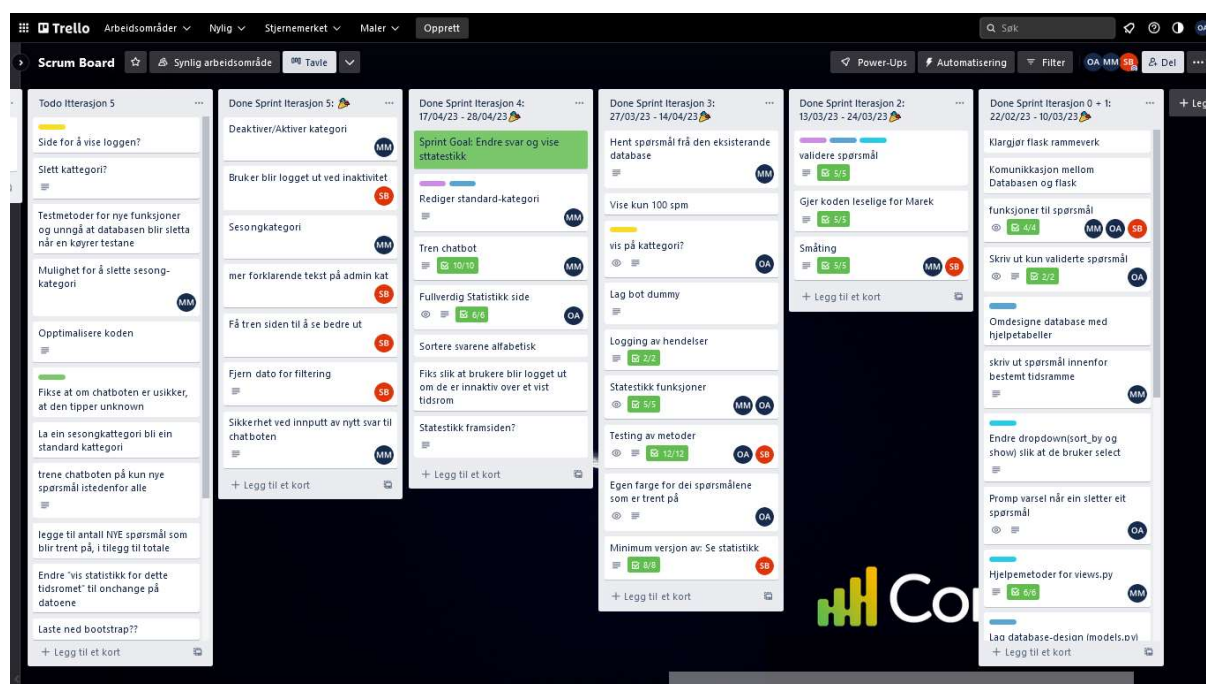 Trello Arbeidsområder Nylig Stjernemerket Maler Opprett Søk OA
Scrum Board Synlig arbeidsområde Tavle Power-Ups Automatisering Filter OA MM SB Del
Todo Itterasjon 5
Side for å vise loggen?
Slett kattegori?
Testmetoder for nye funksjoner
og unngå at databasen blir sletta
når en køyrer testane
Mulighet for å slette sesong-
kategori
MM
Opptimalisere koden
Fikse at om chatboten er usikker,
at den tipper unknown
La ein sesongkattegori bli ein
standard kattegori
trene chatboten på kun nye
spørsmål istedenfor alle
legge til antall NYE spørsmål som
blir trent på, i tilegg til totale
Endre "vis statistikk for dette
tidsromet" til onchange på
datoene
Laste ned bootstrap??
+ Legg til et kort
Done Sprint Iterasjon 5:
Deaktiver/Aktiver kategori
MM
Bruker blir logget ut ved inaktivitet
SB
Sesongkategori
MM
mer forklarende tekst på admin kat
SB
Få tren siden til å se bedre ut
SB
Fjern dato for filtering
SB
Sikkerhet ved innputt av nytt svar til
chatboten
MM
+ Legg til et kort
Done Sprint Iterasjon 4:
17/04/23 - 28/04/23
Sprint Goal: Endre svar og vise
sttatestikk
Rediger standard-kategori
MM
Tren chatbot
10/10 MM
Fullverdig Statistikk side
6/6 OA
Sortere svarene alfabetisk
Fiks slik at brukere blir logget ut
om de er innaktiv over et vist
tidsrom
Statestikk framsiden?
+ Legg til et kort
Done Sprint Iterasjon 3:
27/03/23 - 14/04/23
Hent spørsmål frå den eksisterande
database
MM
Vise kun 100 spm
vis på kattegori?
OA
Lag bot dummy
Logging av hendelser
2/2
Statestikk funksjoner
5/5 MM OA
Testing av metoder
12/12 OA SB
Egen farge for dei spørsmålene
som er trent på
OA
Minimum versjon av: Se statistikk
8/8 SB
+ Legg til et kort
Done Sprint Iterasjon 2:
13/03/23 - 24/03/23
validere spørsmål
5/5
Gjer koden leselige for Marek
5/5
Småting
5/5 MM SB
+ Legg til et kort
Done Sprint Iterasjon 0 + 1:
22/02/23 - 10/03/23
Klargjør flask rammeverk
Komunikkasjon mellom
Databasen og flask
funksjoner til spørsmål
4/4 MM OA SB
Skriv ut kun validerte spørsmål
2/2 OA
Omdesigne database med
hjelpetabeller
skriv ut spørsmål innenfor
bestemt tidsramme
MM
Endre dropdown(sort_by og
show) slik at de bruker select
Promp varsel når ein sletter eit
spørsmål
OA
Hjelpemetoder for views.py
6/6 MM
Lag database-design (models.py)
+ Legg til et kort
+ Leg
Co